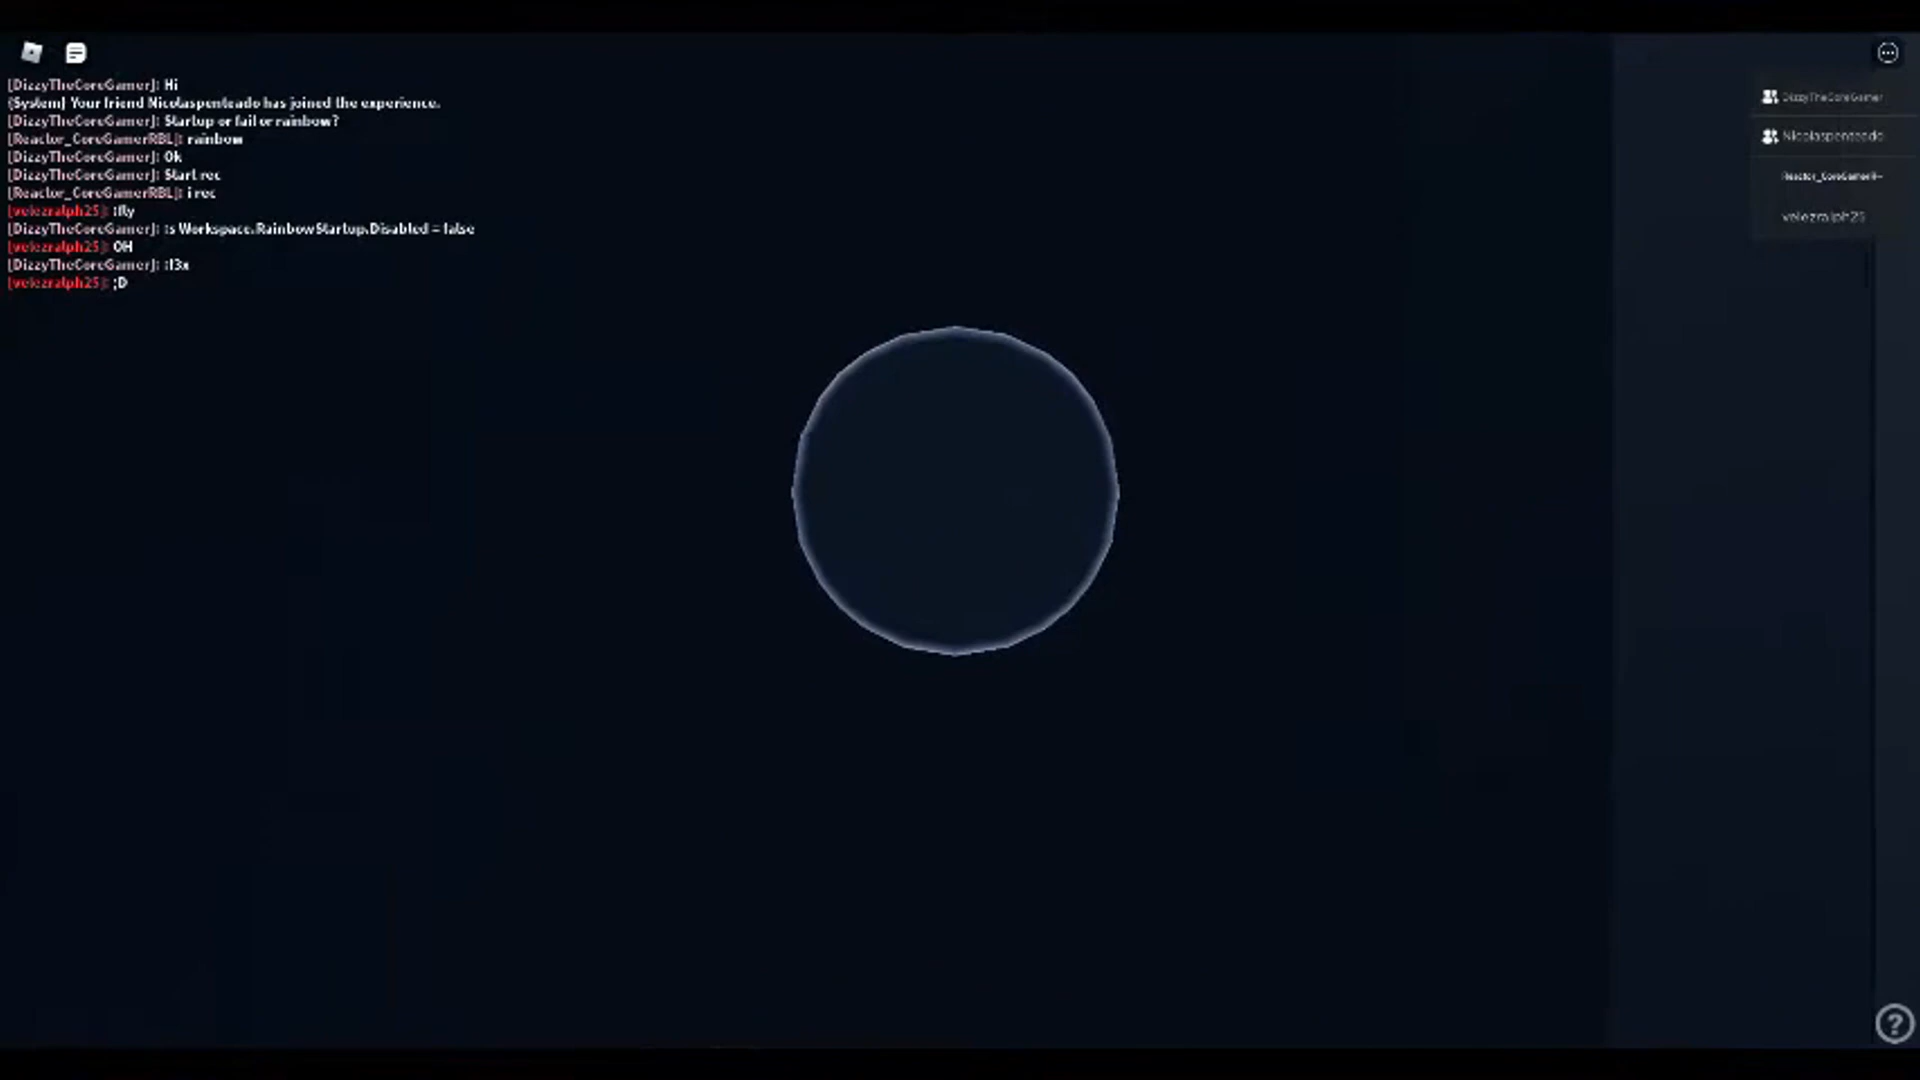 [DizzyTheCoreGamer]: Hi
[System] Your friend Nicolaspenteado has joined the experience.
[DizzyTheCoreGamer]: Startup or fail or rainbow?
[Reactor_CoreGamerRBL]: rainbow
[DizzyTheCoreGamer]: Ok
[DizzyTheCoreGamer]: Start rec
[Reactor_CoreGamerRBL]: i rec
[velezralph25]: :fly
[DizzyTheCoreGamer]: :s Workspace.RainbowStartup.Disabled = false
[velezralph25]: OH
[DizzyTheCoreGamer]: :f3x
[velezralph25]: ;D
DizzyTheCoreGamer
Nicolaspenteado
Reactor_CoreGamerR-
velezralph25
?